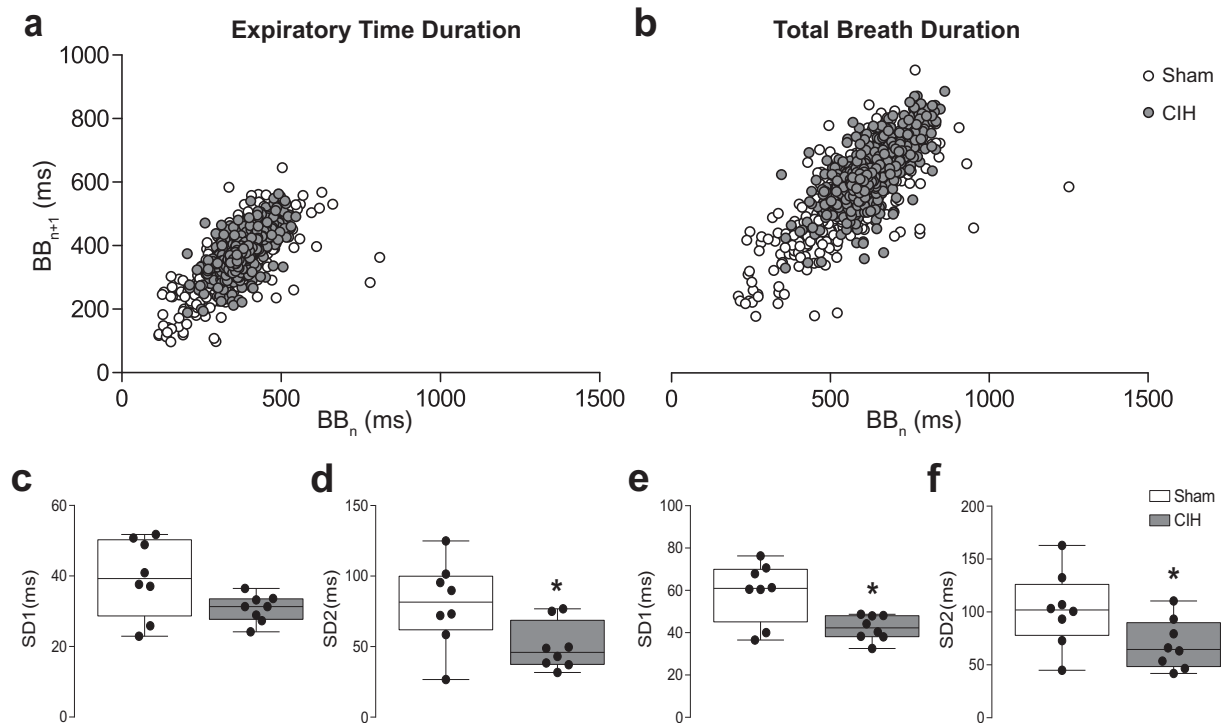 a
Expiratory Time Duration
b
Total Breath Duration
Sham
CIH
1000
800
600
400
200
0
BBn+1 (ms)
0 500 1000 1500
BBn (ms)
0 500 1000 1500
BBn (ms)
c
60
40
20
0
SD1(ms)
d
150
100
50
0
SD2(ms)
*
e
100
80
60
40
20
0
SD1(ms)
*
f
200
150
100
50
0
SD2(ms)
*
Sham
CIH